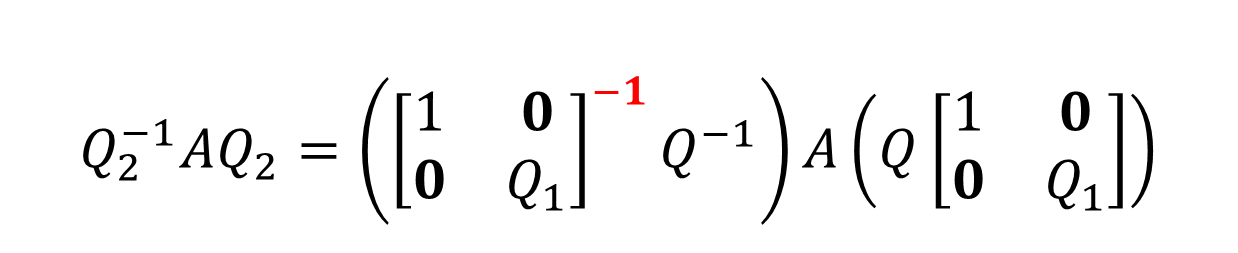 $Q_2^{-1} A Q_2 = \left( \begin{bmatrix} 1 & \mathbf{0} \\ \mathbf{0} & Q_1 \end{bmatrix}^{\mathbf{-1}} Q^{-1} \right) A \left( Q \begin{bmatrix} 1 & \mathbf{0} \\ \mathbf{0} & Q_1 \end{bmatrix} \right)$